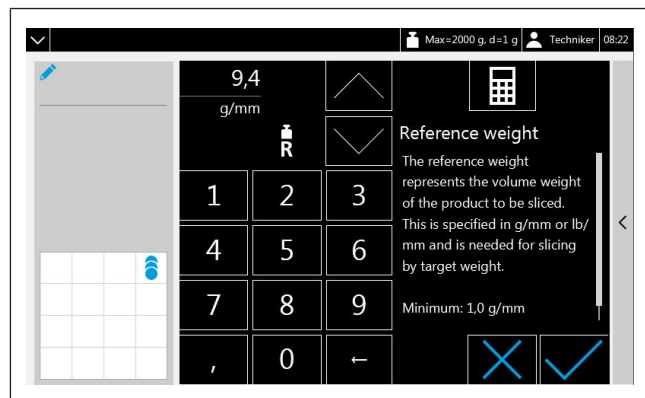 Max=2000 g, d=1 g Techniker 08:22
9,4
g/mm
R
Reference weight
The reference weight
represents the volume weight
of the product to be sliced.
This is specified in g/mm or lb/
mm and is needed for slicing
by target weight.
Minimum: 1,0 g/mm
1 2 3
4 5 6
7 8 9
, 0 ←